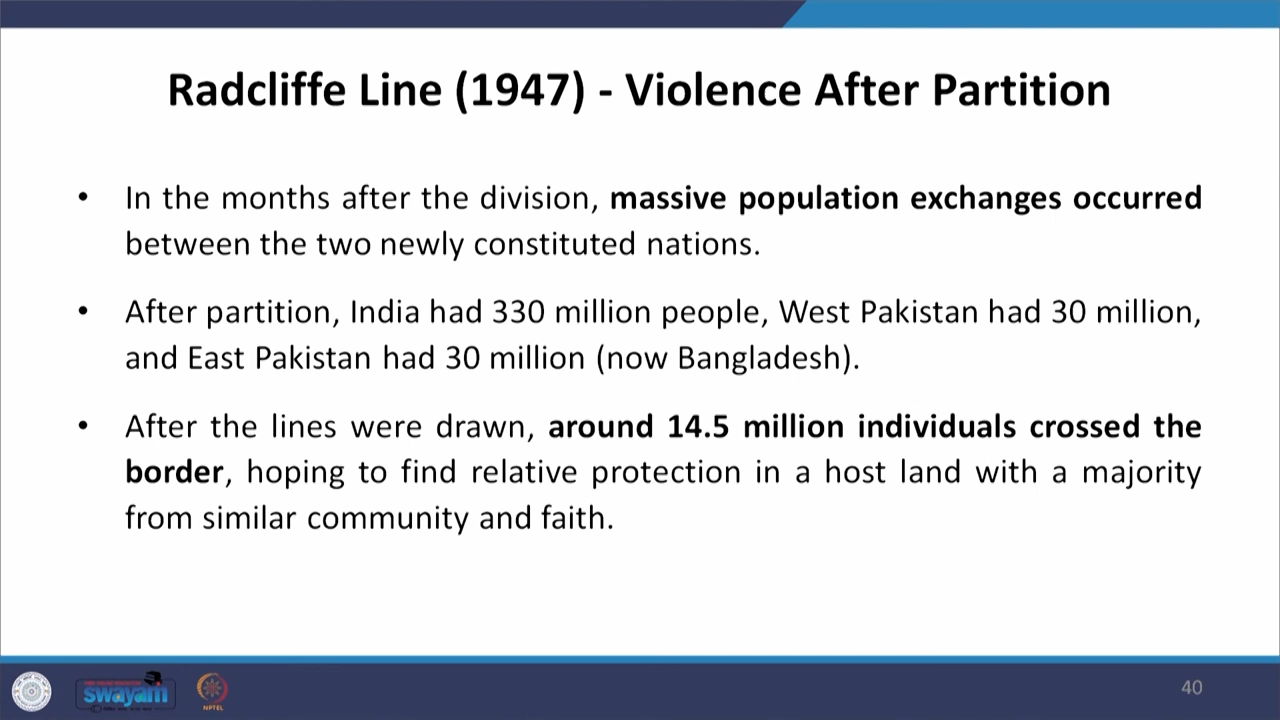 Radcliffe Line (1947) - Violence After Partition
• In the months after the division, massive population exchanges occurred
between the two newly constituted nations.
• After partition, India had 330 million people, West Pakistan had 30 million,
and East Pakistan had 30 million (now Bangladesh).
• After the lines were drawn, around 14.5 million individuals crossed the
border, hoping to find relative protection in a host land with a majority
from similar community and faith.
swayam
NPTEL
40